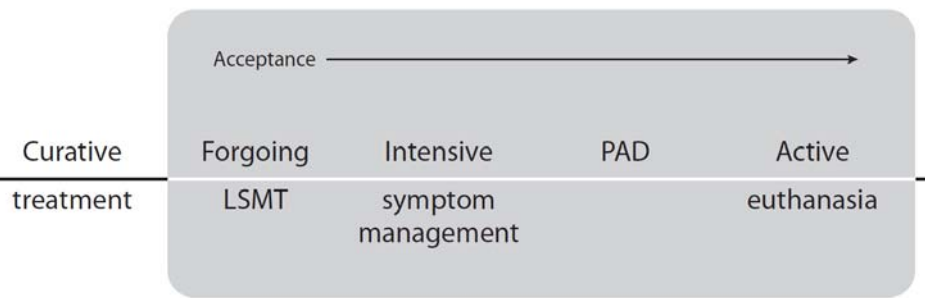 Acceptance
Curative Forgoing Intensive PAD Active
treatment LSMT symptom euthanasia
management